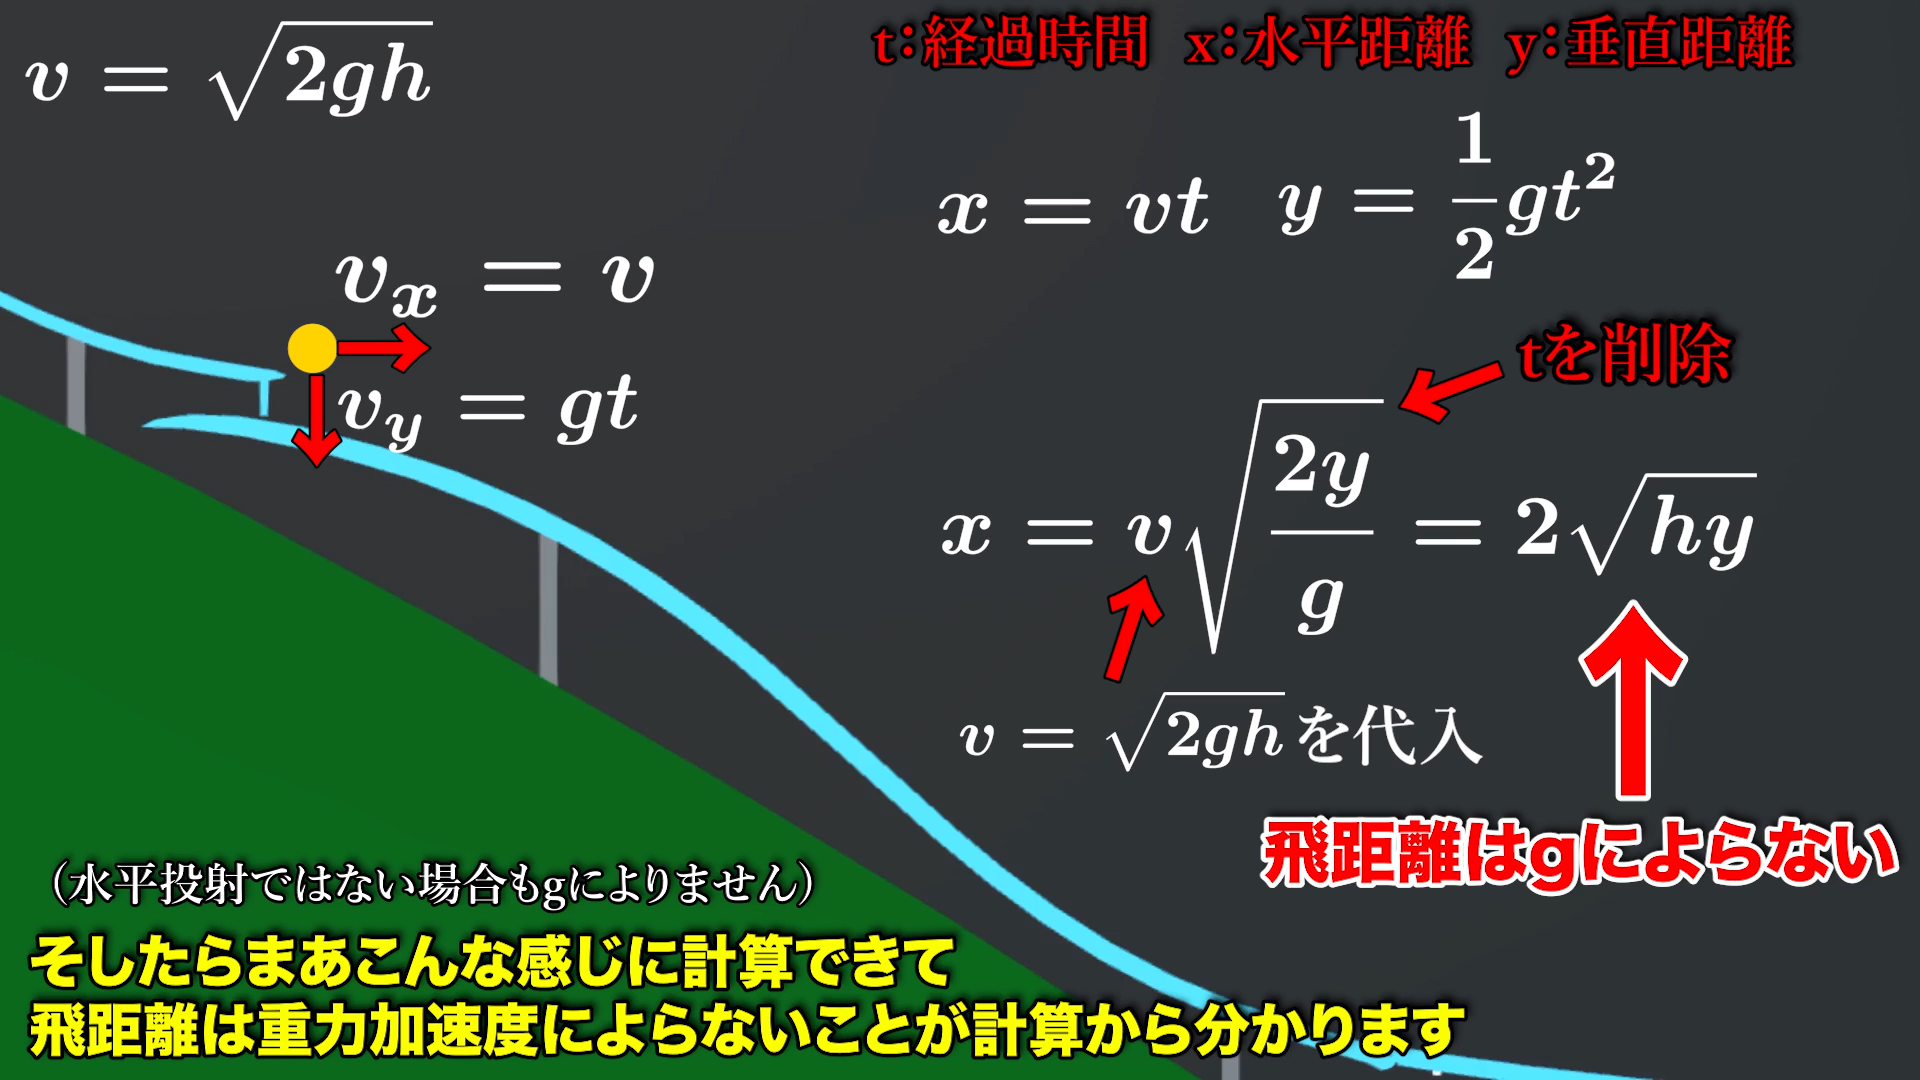 v = √2gh
t:経過時間 x:水平距離 y:垂直距離
x = vt y = 1/2 gt²
vₓ = v
v_y = gt
tを削除
x = v√(2y/g) = 2√hy
v = √2ghを代入
飛距離はgによらない
（水平投射ではない場合もgによりません）
そしたらまあこんな感じに計算できて
飛距離は重力加速度によらないことが計算から分かります